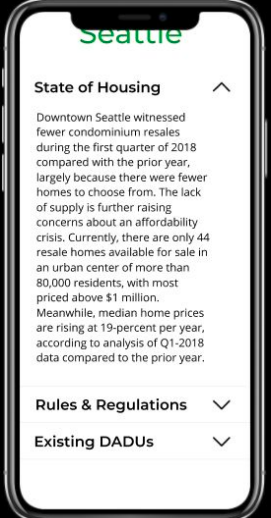 Seattle
State of Housing
Downtown Seattle witnessed
fewer condominium resales
during the first quarter of 2018
compared with the prior year,
largely because there were fewer
homes to choose from. The lack
of supply is further raising
concerns about an affordability
crisis. Currently, there are only 44
resale homes available for sale in
an urban center of more than
80,000 residents, with most
priced above $1 million.
Meanwhile, median home prices
are rising at 19-percent per year,
according to analysis of Q1-2018
data compared to the prior year.
Rules & Regulations
Existing DADUs